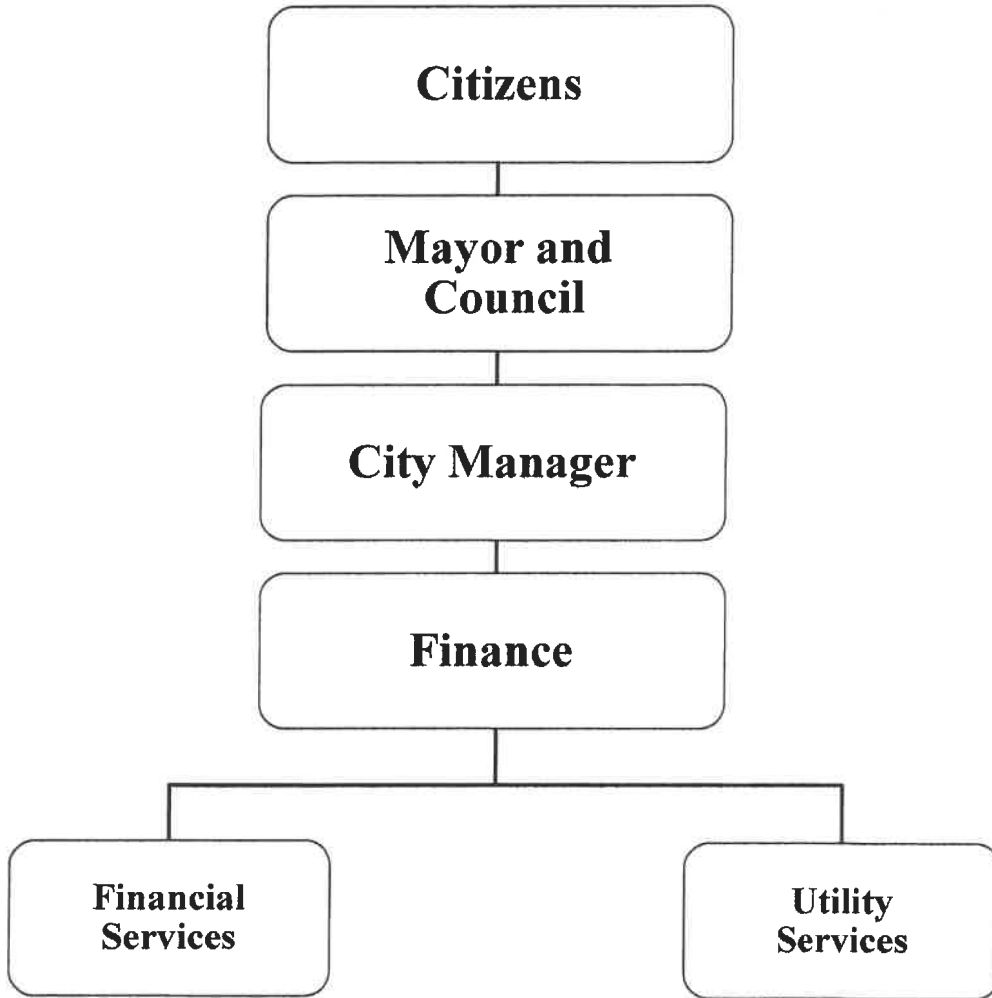 Citizens
Mayor and
Council
City Manager
Finance
Financial
Services
Utility
Services